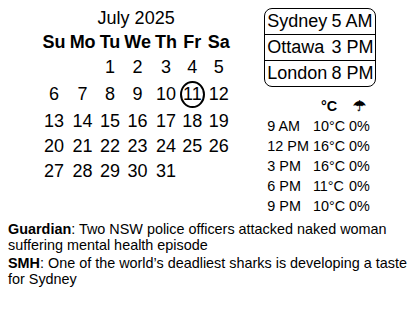 July 2025
Su Mo Tu We Th Fr Sa
1 2 3 4 5
6 7 8 9 10 11 12
13 14 15 16 17 18 19
20 21 22 23 24 25 26
27 28 29 30 31
Sydney 5 AM
Ottawa 3 PM
London 8 PM
°C ☂
9 AM 10°C 0%
12 PM 16°C 0%
3 PM 16°C 0%
6 PM 11°C 0%
9 PM 10°C 0%
Guardian: Two NSW police officers attacked naked woman
suffering mental health episode
SMH: One of the world's deadliest sharks is developing a taste
for Sydney